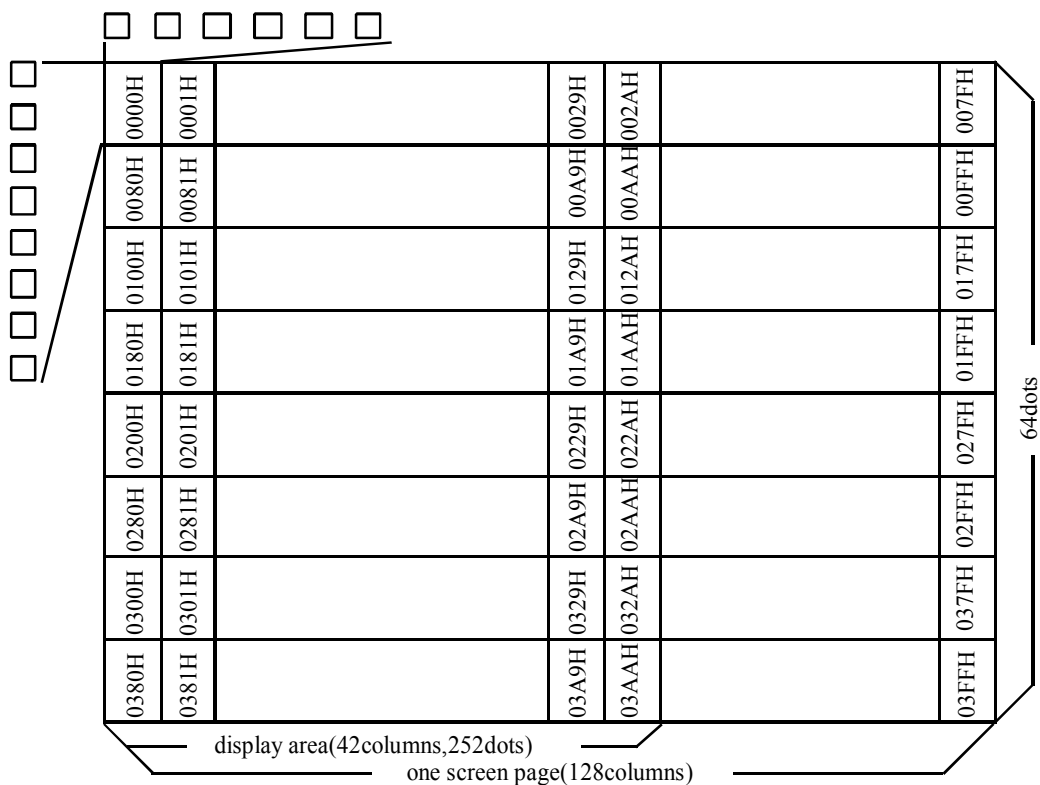 0000H 0001H 0029H 002AH 007FH
0080H 0081H 00A9H 00AAH 00FFH
0100H 0101H 0129H 012AH 017FH
0180H 0181H 01A9H 01AAH 01FFH
0200H 0201H 0229H 022AH 027FH
0280H 0281H 02A9H 02AAH 02FFH
0300H 0301H 0329H 032AH 037FH
0380H 0381H 03A9H 03AAH 03FFH
64dots
display area(42columns,252dots)
one screen page(128columns)